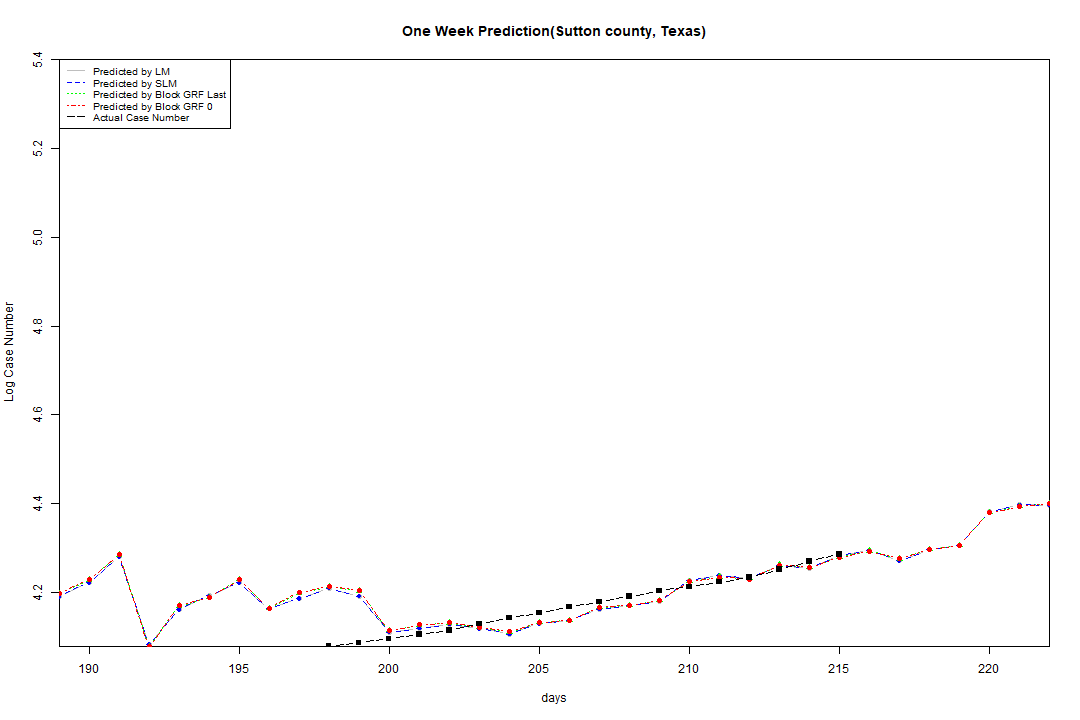 One Week Prediction(Sutton county, Texas)
Predicted by LM
Predicted by SLM
Predicted by Block GRF Last
Predicted by Block GRF 0
Actual Case Number
5.4
5.2
5.0
4.8
4.6
4.4
4.2
Log Case Number
190 195 200 205 210 215 220
days